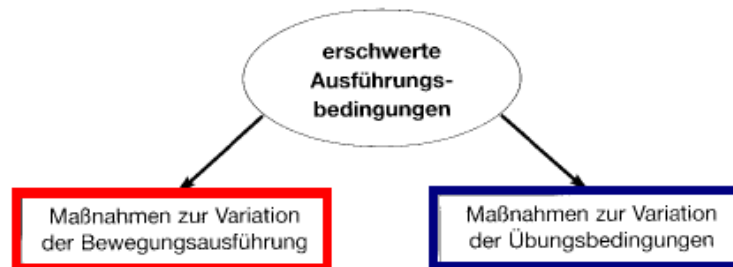 erschwerte
Ausführungs-
bedingungen
Maßnahmen zur Variation
der Bewegungsausführung
Maßnahmen zur Variation
der Übungsbedingungen